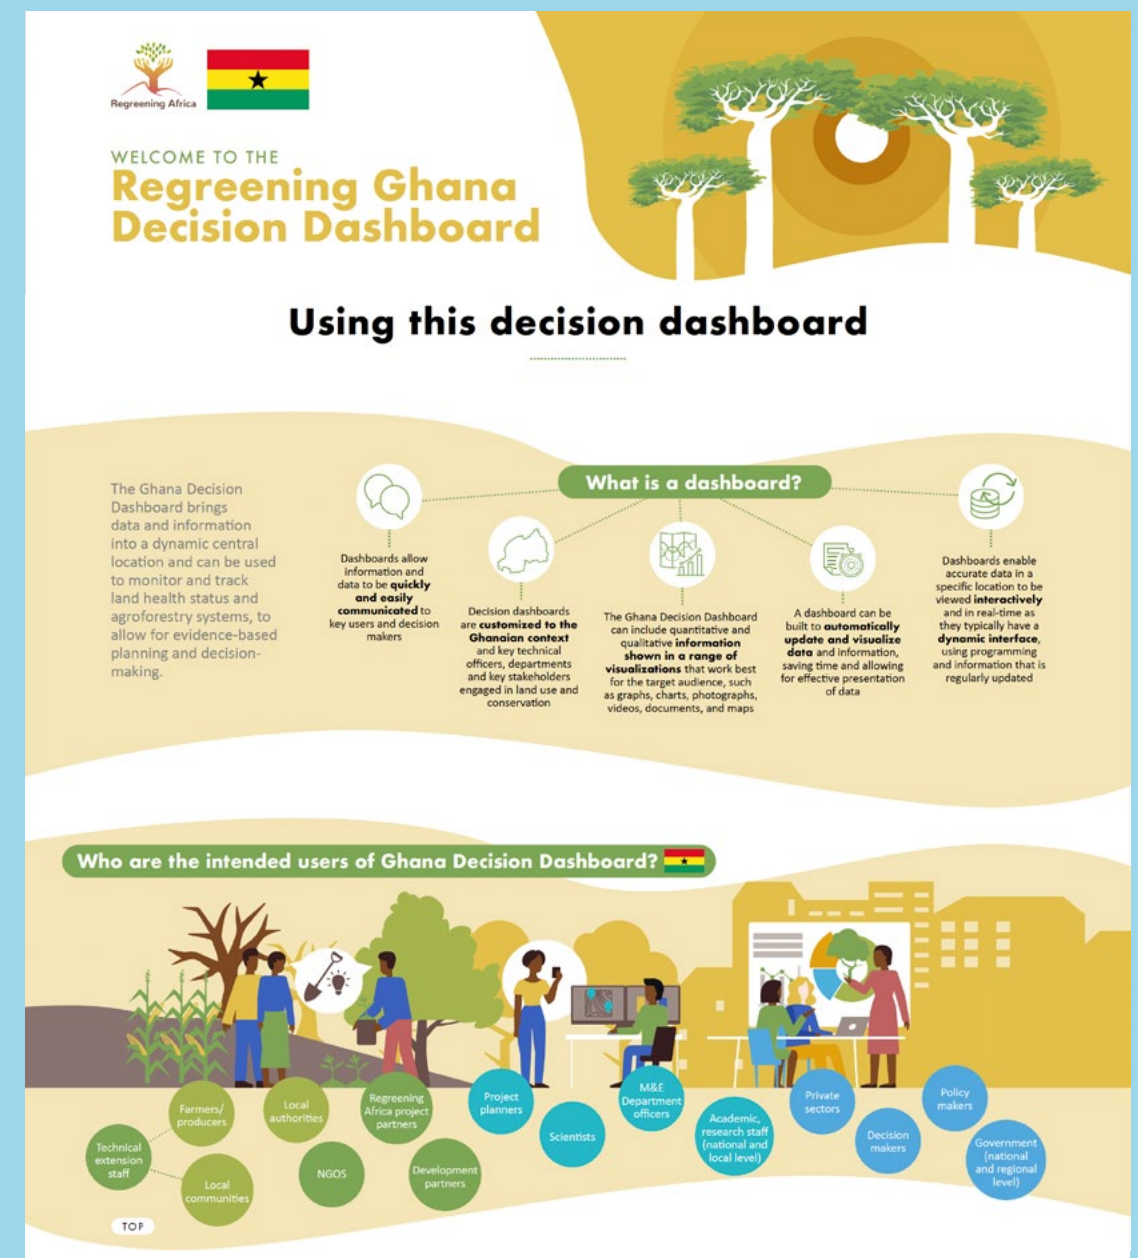 Regreening Africa
WELCOME TO THE
Regreening Ghana
Decision Dashboard
Using this decision dashboard
The Ghana Decision
Dashboard brings
data and information
into a dynamic central
location and can be used
to monitor and track
land health status and
agroforestry systems, to
allow for evidence-based
planning and decision-
making.
What is a dashboard?
Dashboards allow
information and
data to be quickly
and easily
communicated to
key users and decision
makers
Decision dashboards
are customized to the
Ghanaian context
and key technical
officers, departments
and key stakeholders
engaged in land use and
conservation
The Ghana Decision Dashboard
can include quantitative and
qualitative information
shown in a range of
visualizations that work best
for the target audience, such
as graphs, charts, photographs,
videos, documents, and maps
A dashboard can be
built to automatically
update and visualize
data and information,
saving time and allowing
for effective presentation
of data
Dashboards enable
accurate data in a
specific location to be
viewed interactively
and in real-time as
they typically have a
dynamic interface,
using programming
and information that is
regularly updated
Who are the intended users of Ghana Decision Dashboard?
Technical
extension
staff
Farmers/
producers
Local
communities
Local
authorities
NGOS
Regreening
Africa project
partners
Development
partners
Project
planners
Scientists
M&E
Department
officers
Academic,
research staff
(national and
local level)
Private
sectors
Decision
makers
Policy
makers
Government
(national
and regional
level)
TOP